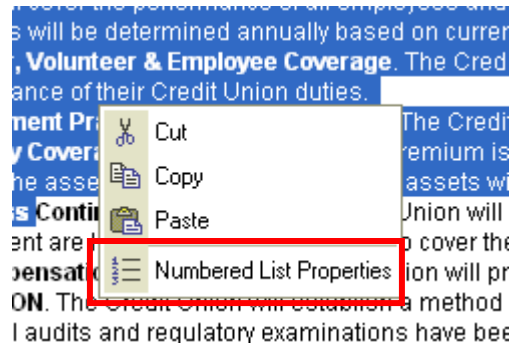 s will be determined annually based on curren
, Volunteer & Employee Coverage. The Cred
ance of their Credit Union duties.
ment Pr The Credit
Cut
y Covera remium is
he asse assets wi
Copy
s Contin Union will
Paste
ent are cover the
pensati ion will pr
Numbered List Properties
ON. The Credit Union will establish a method
l audits and regulatory examinations have bee